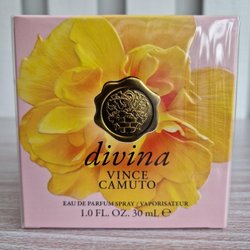 divina
VINCE
CAMUTO
EAU DE PARFUM SPRAY / VAPORISATEUR
1.0 FL. OZ. 30 mL ℮